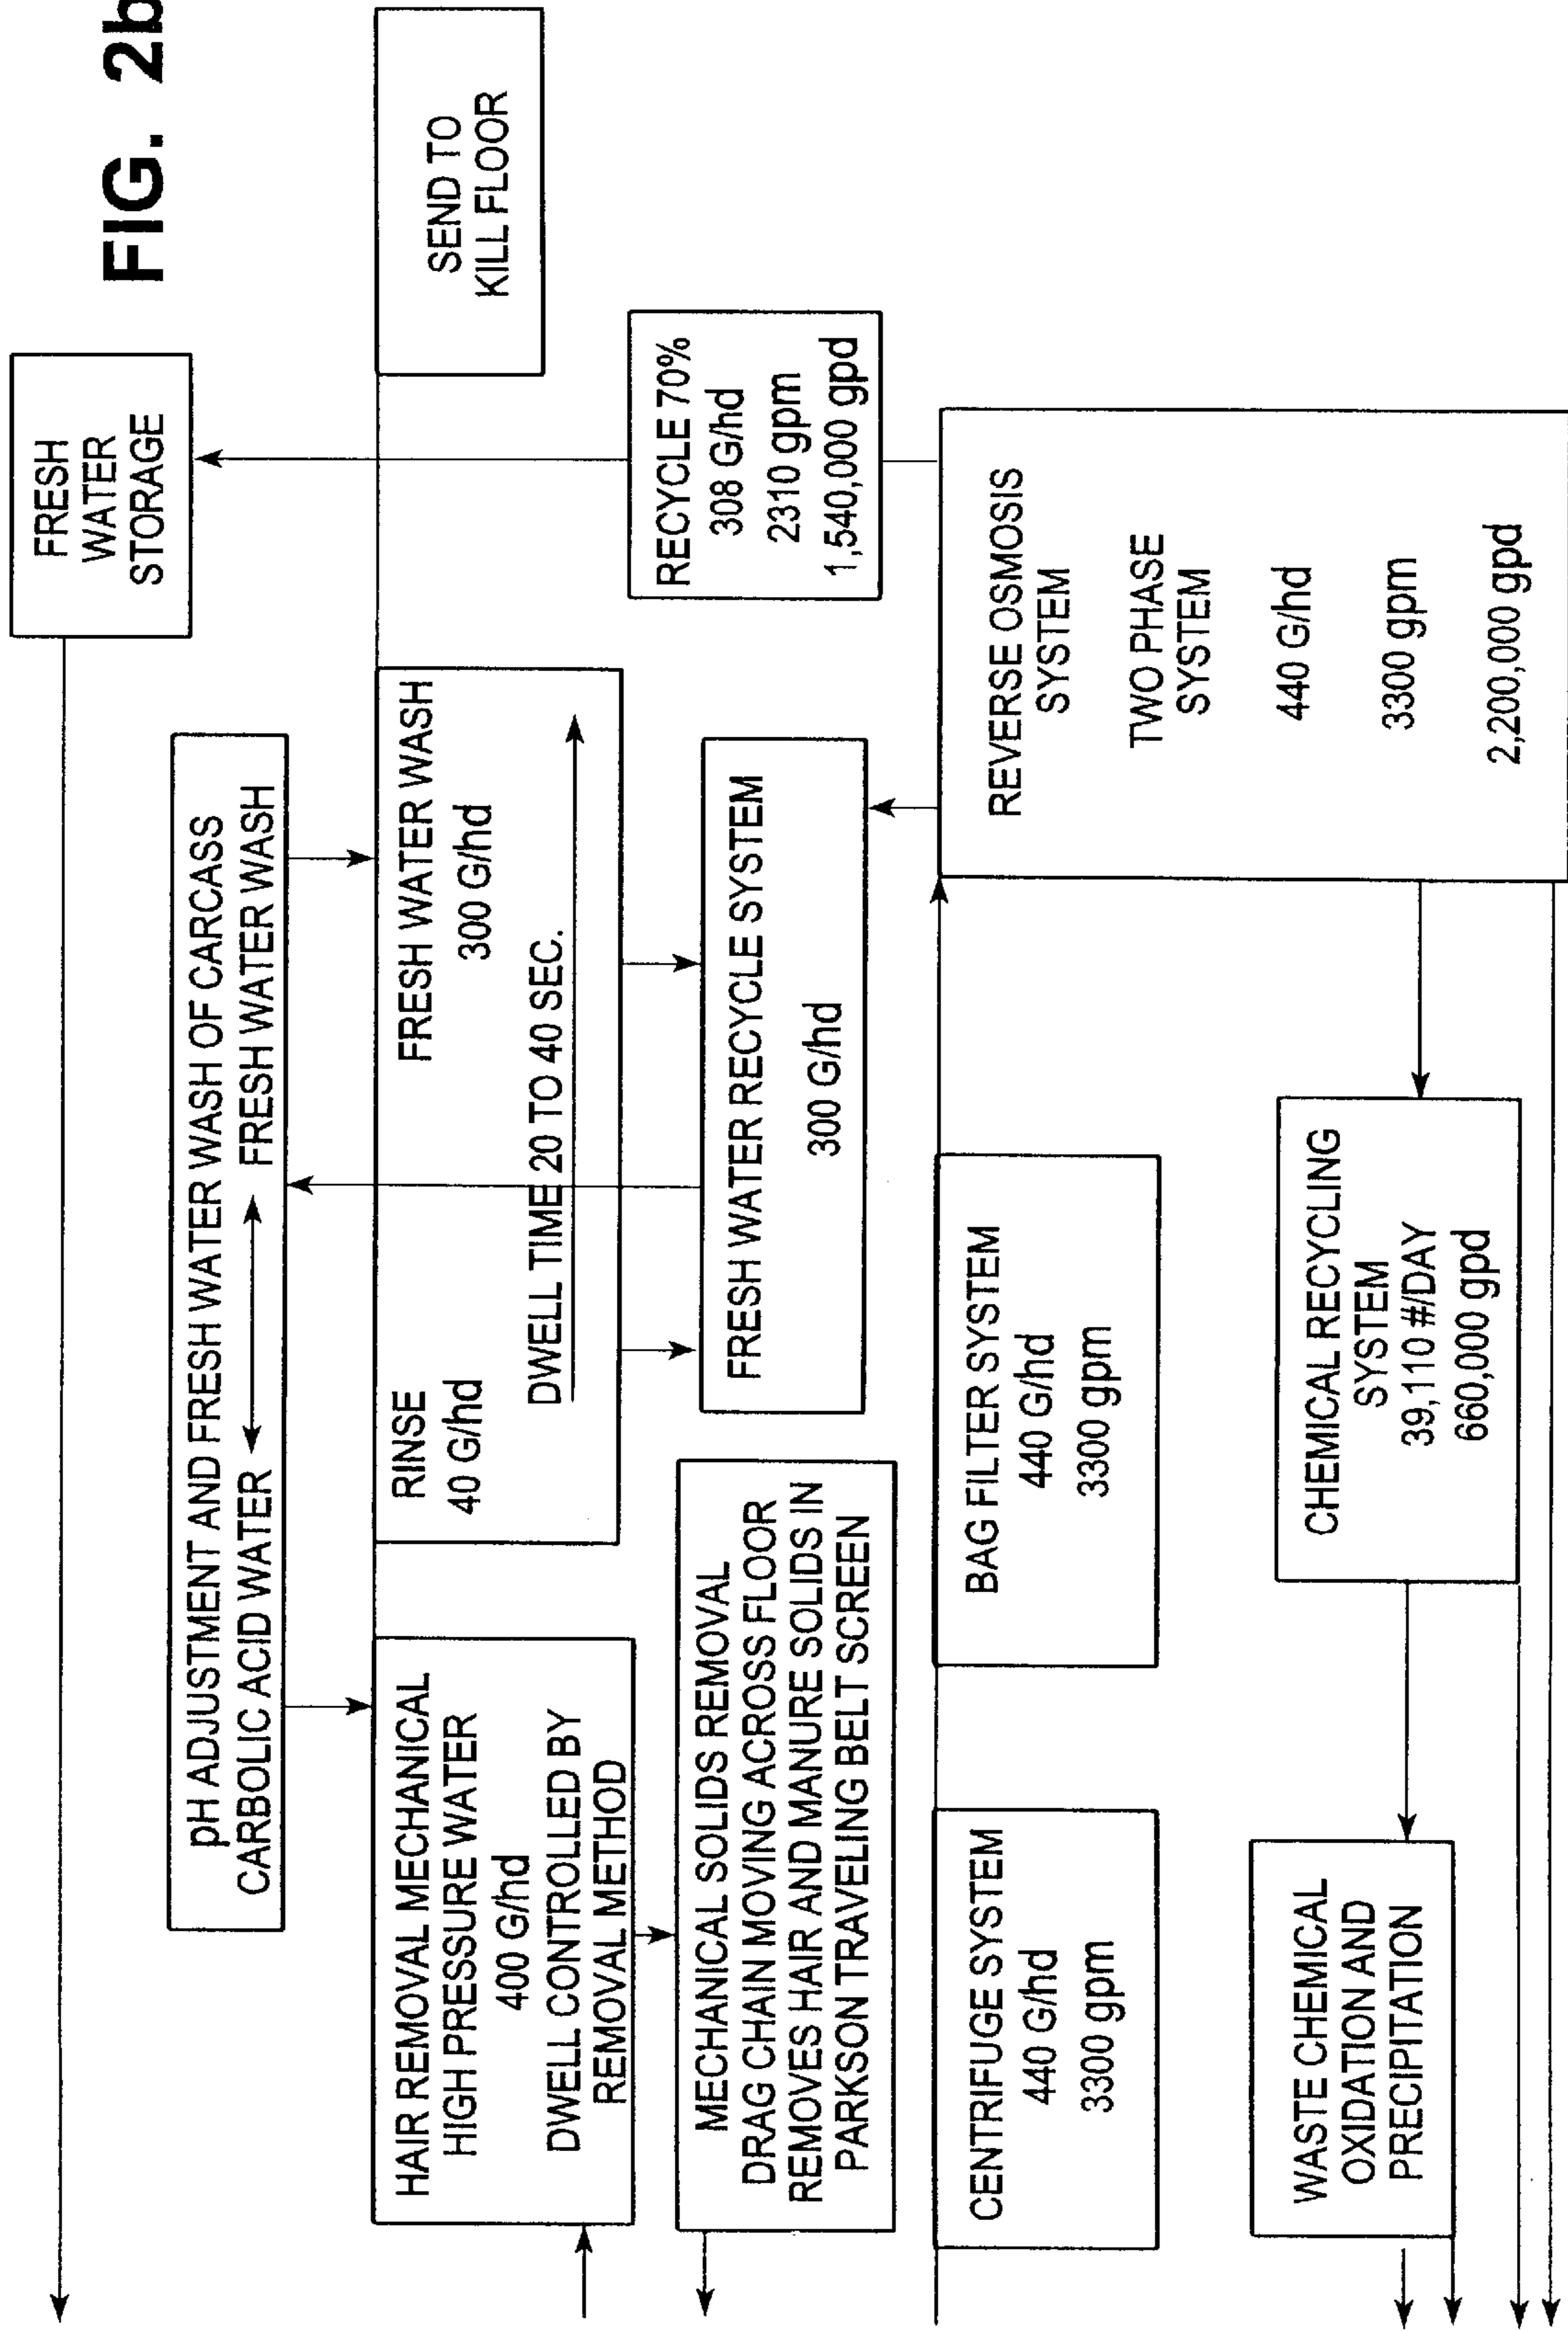 FIG. 2b
FRESH
WATER
STORAGE
pH ADJUSTMENT AND FRESH WATER WASH OF CARCASS
CARBOLIC ACID WATER
FRESH WATER WASH
HAIR REMOVAL MECHANICAL
HIGH PRESSURE WATER
400 G/hd
DWELL CONTROLLED BY
REMOVAL METHOD
RINSE
40 G/hd
FRESH WATER WASH
300 G/hd
DWELL TIME 20 TO 40 SEC.
SEND TO
KILL FLOOR
MECHANICAL SOLIDS REMOVAL
DRAG CHAIN MOVING ACROSS FLOOR
REMOVES HAIR AND MANURE SOLIDS IN
PARKSON TRAVELING BELT SCREEN
FRESH WATER RECYCLE SYSTEM
300 G/hd
RECYCLE 70%
308 G/hd
2310 gpm
1,540,000 gpd
CENTRIFUGE SYSTEM
440 G/hd
3300 gpm
BAG FILTER SYSTEM
440 G/hd
3300 gpm
REVERSE OSMOSIS
SYSTEM
TWO PHASE
SYSTEM
440 G/hd
3300 gpm
2,200,000 gpd
WASTE CHEMICAL
OXIDATION AND
PRECIPITATION
CHEMICAL RECYCLING
SYSTEM
39,110 #/DAY
660,000 gpd